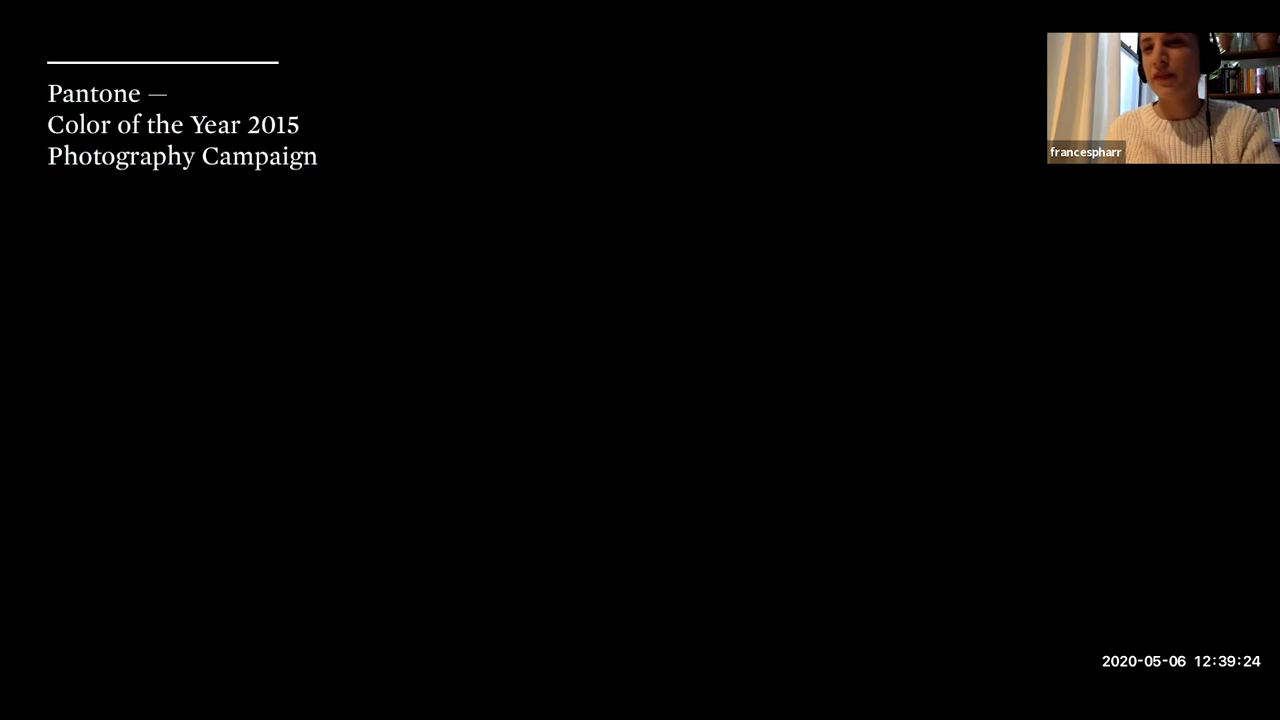 Pantone —
Color of the Year 2015
Photography Campaign
francespharr
2020-05-06 12:39:24